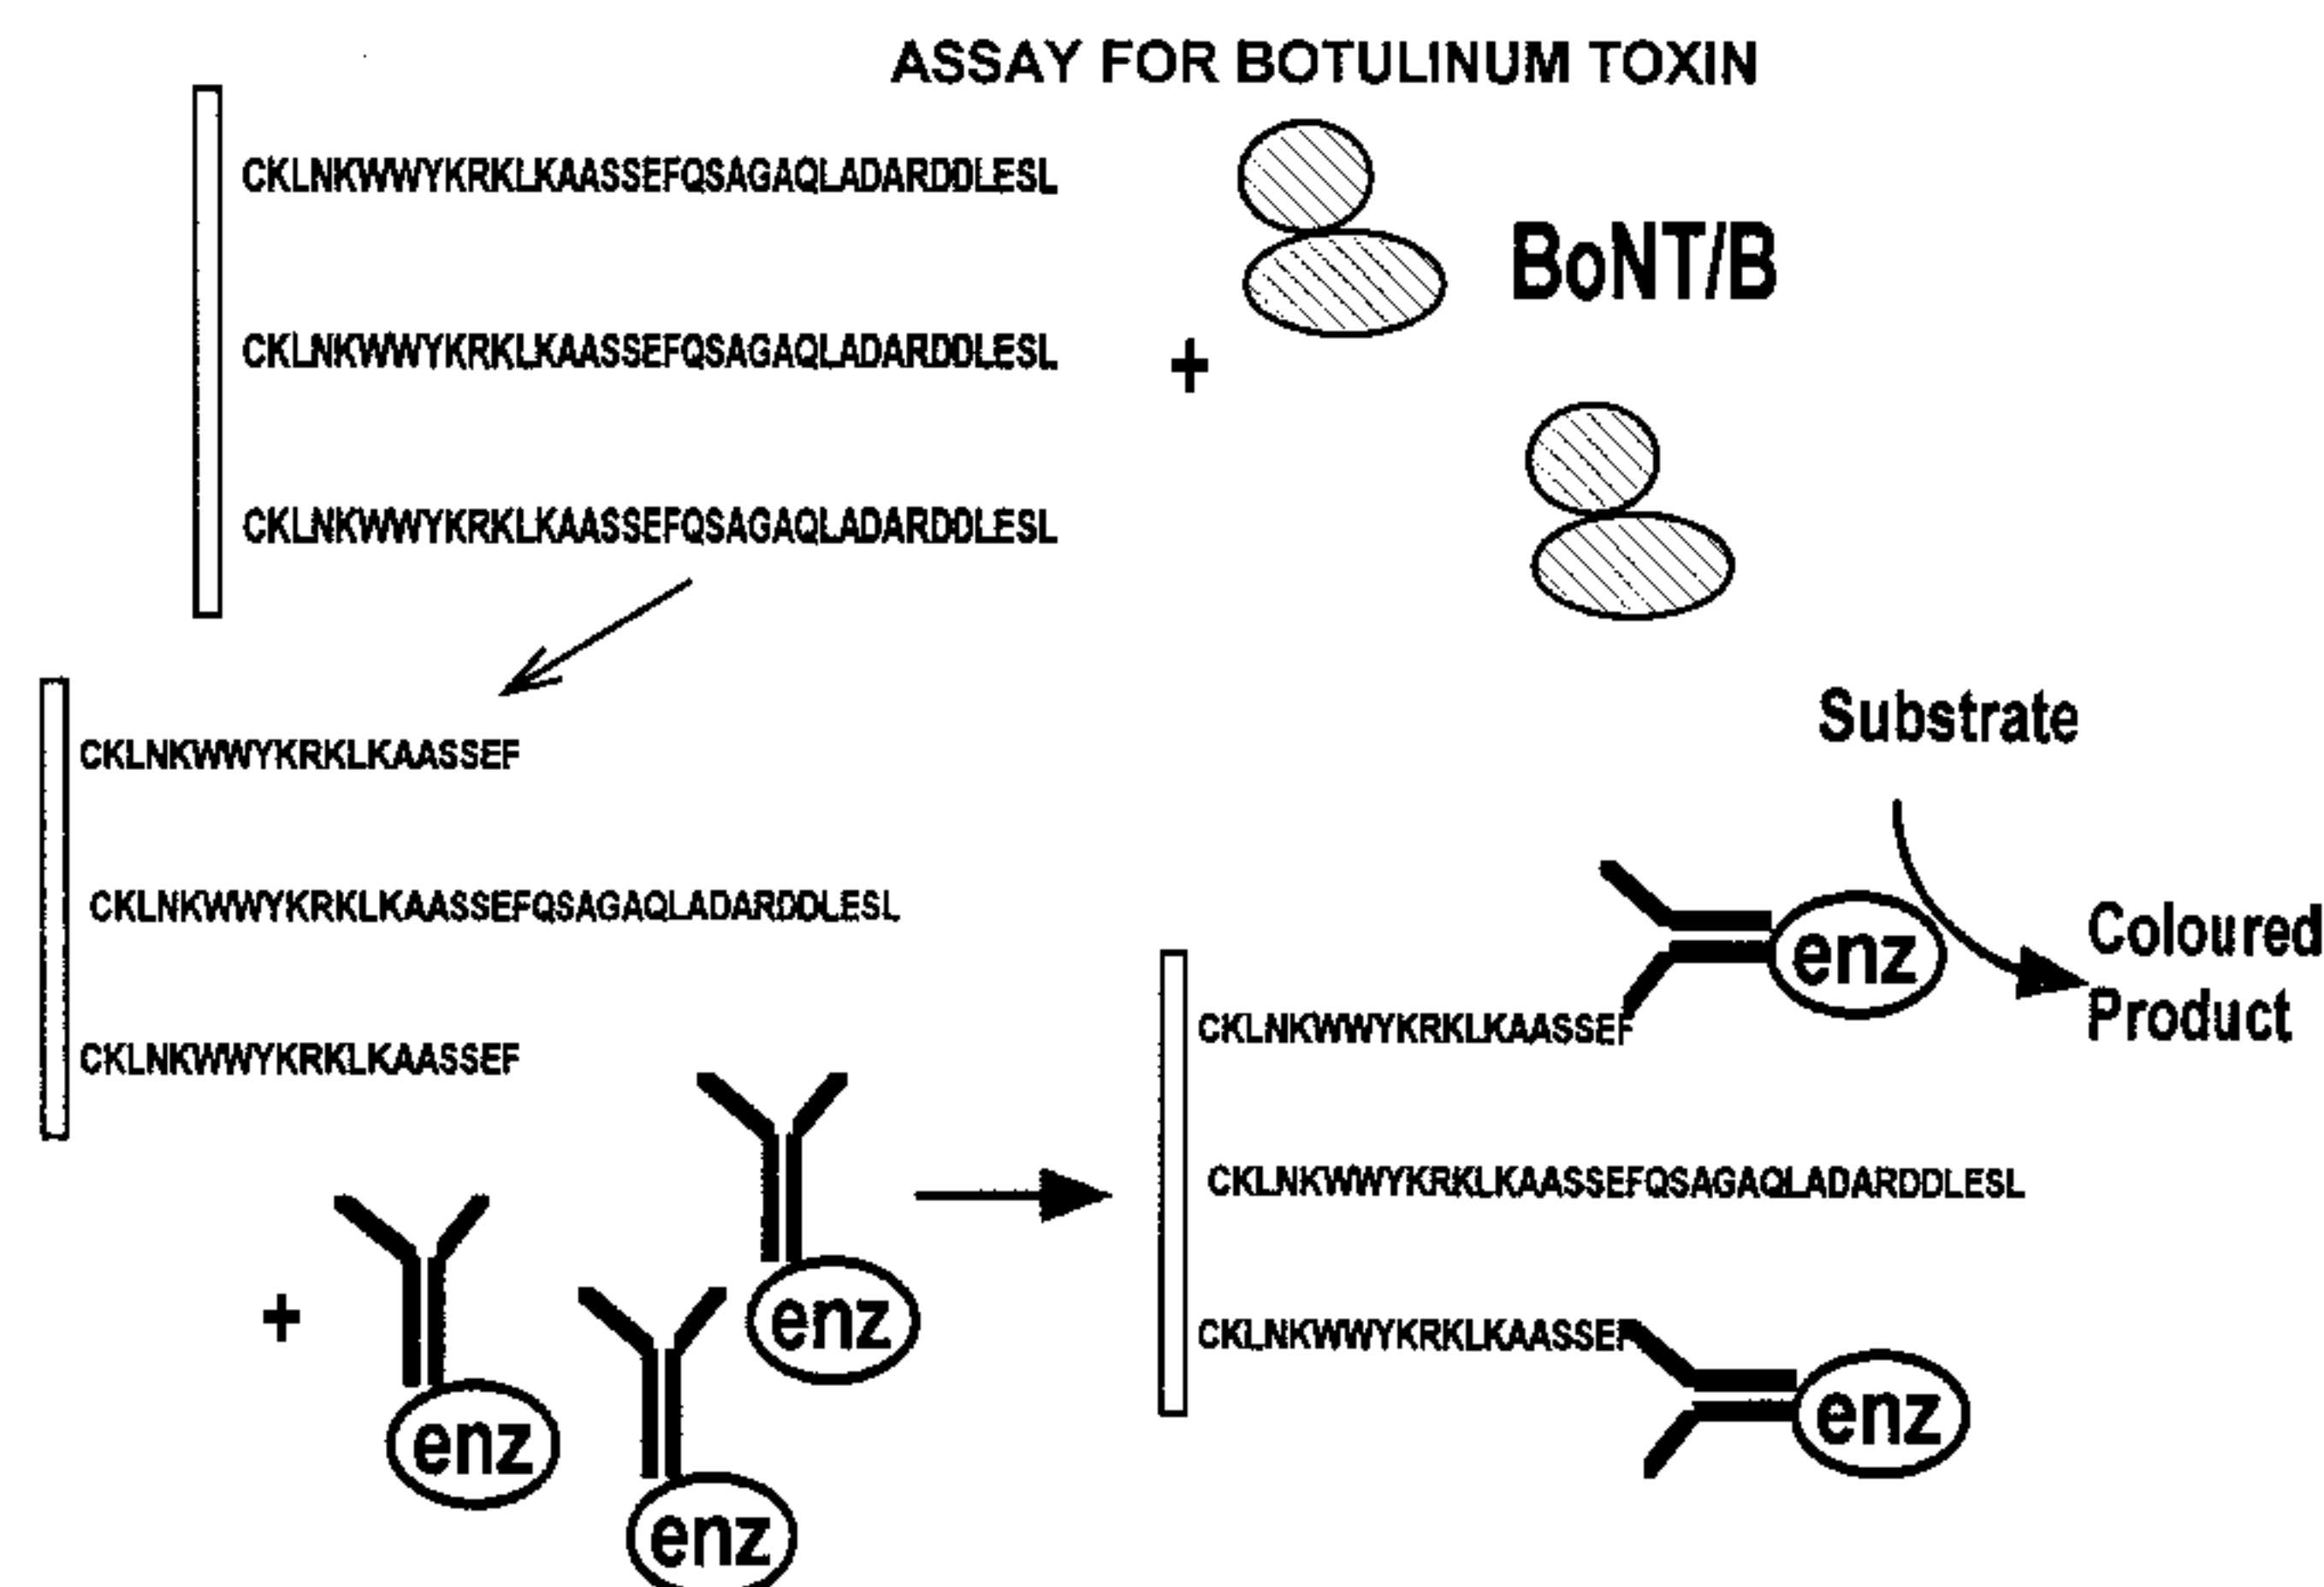 ASSAY FOR BOTULINUM TOXIN
CKLNKWWYKRKLKAASSEFQSAGAQLADARDDLESL
BoNT/B
CKLNKWWYKRKLKAASSEFQSAGAQLADARDDLESL
+
CKLNKWWYKRKLKAASSEFQSAGAQLADARDDLESL
CKLNKWWYKRKLKAASSEF
CKLNKWWYKRKLKAASSEFQSAGAQLADARDDLESL
CKLNKWWYKRKLKAASSEF
+
enz
enz
enz
Substrate
enz
Coloured
Product
CKLNKWWYKRKLKAASSEF
CKLNKWWYKRKLKAASSEFQSAGAQLADARDDLESL
CKLNKWWYKRKLKAASSEF
enz